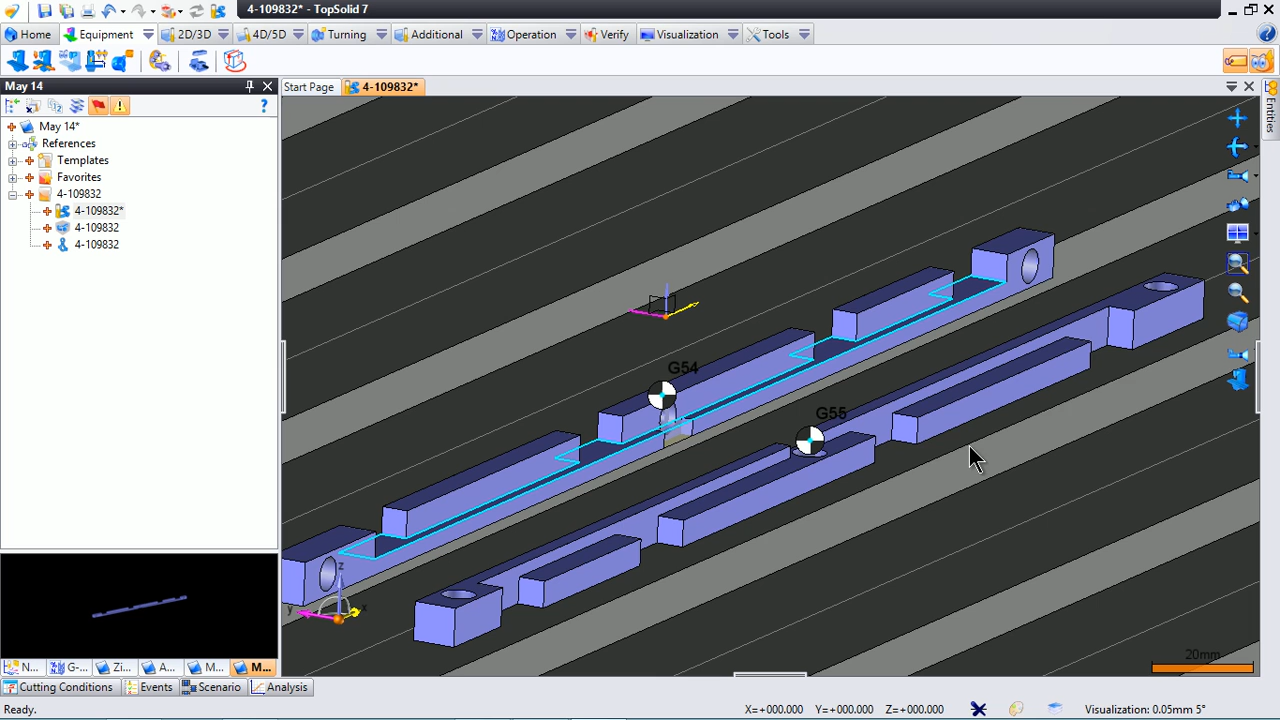 4-109832* - TopSolid 7
Home Equipment 2D/3D 4D/5D Turning Additional Operation Verify Visualization Tools
May 14
Start Page 4-109832*
Entities
May 14*
References
Templates
Favorites
4-109832
4-109832*
4-109832
4-109832
G54
G55
z
y
x
20mm
N... G-... Zi... A... M... M...
Cutting Conditions Events Scenario Analysis
Ready. X=+000.000 Y=+000.000 Z=+000.000 Visualization: 0.05mm 5°